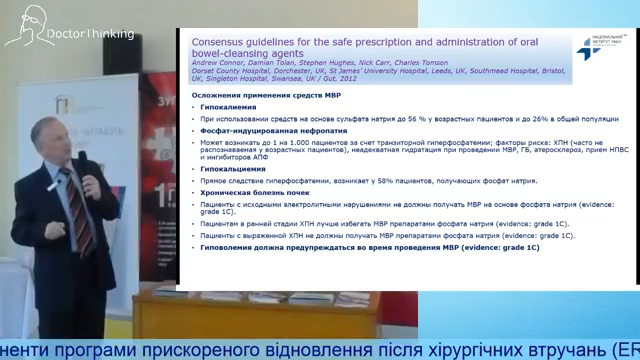 DoctorThinking
Consensus guidelines for the safe prescription and administration of oral
bowel-cleansing agents
Andrew Connor, Damian Tolan, Stephen Hughes, Nick Carr, Charles Tomson
Dorset County Hospital, Dorchester, UK, St James' University Hospital, Leeds, UK, Southmead Hospital, Bristol,
UK, Singleton Hospital, Swansea, UK / Gut, 2012
НАЦІОНАЛЬНИЙ
ІНСТИТУТ РАКУ
Осложнения применения средств МВР
• Гипокалиемия
• При использовании средств на основе сульфата натрия до 56 % у возрастных пациентов и до 26% в общей популяции
• Фосфат-индуцированная нефропатия
• Может возникать до 1 на 1.000 пациентов за счет транзиторной гиперфосфатемии; факторы риска: ХПН (часто не
распознаваемая у возрастных пациентов), неадекватная гидратация при проведении МВР, ГБ, атеросклероз, прием НПВС
и ингибиторов АПФ
• Гипокальциемия
• Прямое следствие гиперфосфатемии, возникает у 58% пациентов, получающих фосфат натрия.
• Хроническая болезнь почек
• Пациенты с исходными электролитными нарушениями не должны получать МВР на основе фосфата натрия (evidence:
grade 1C).
• Пациентам в ранней стадии ХПН лучше избегать МВР препаратами фосфата натрия (evidence: grade 1C).
• Пациенты с выраженной ХПН не должны получать МВР препаратами фосфата натрия (evidence: grade 1C).
• Гиповолемия должна предупреждаться во время проведения МВР (evidence: grade 1C)
ненти програми прискореного відновлення після хірургічних втручань (ER